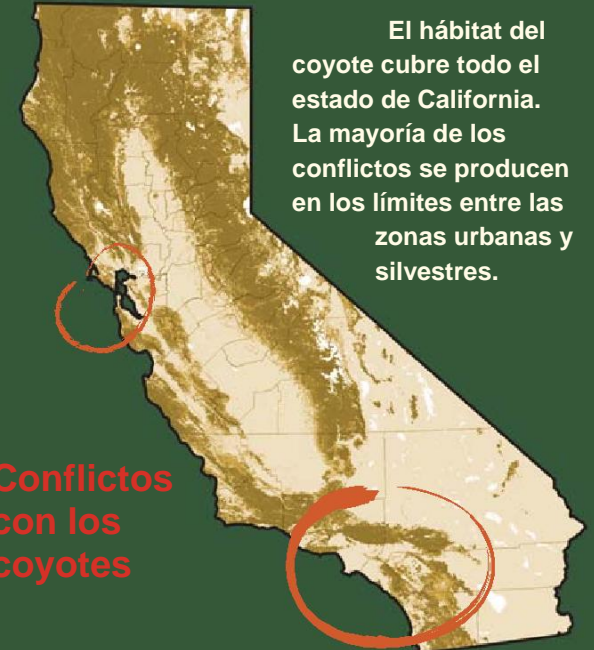 El hábitat del
coyote cubre todo el
estado de California.
La mayoría de los
conflictos se producen
en los límites entre las
zonas urbanas y
silvestres.
Conflictos
con los
coyotes